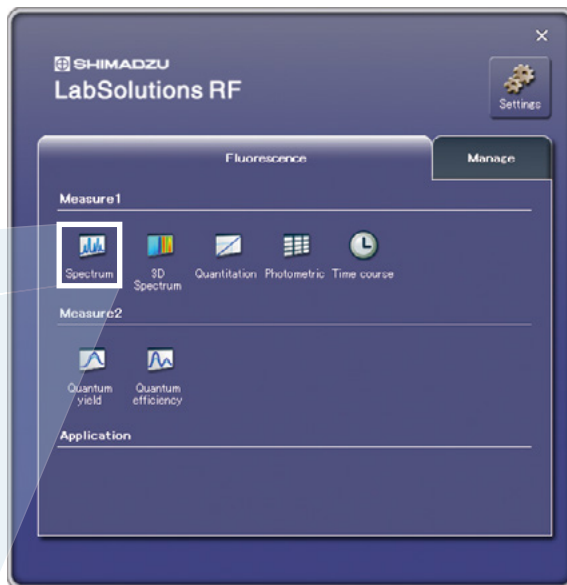 SHIMADZU
LabSolutions RF
Settings
Fluorescence
Manage
Measure1
Spectrum
3D
Spectrum
Quantitation
Photometric
Time course
Measure2
Quantum
yield
Quantum
efficiency
Application